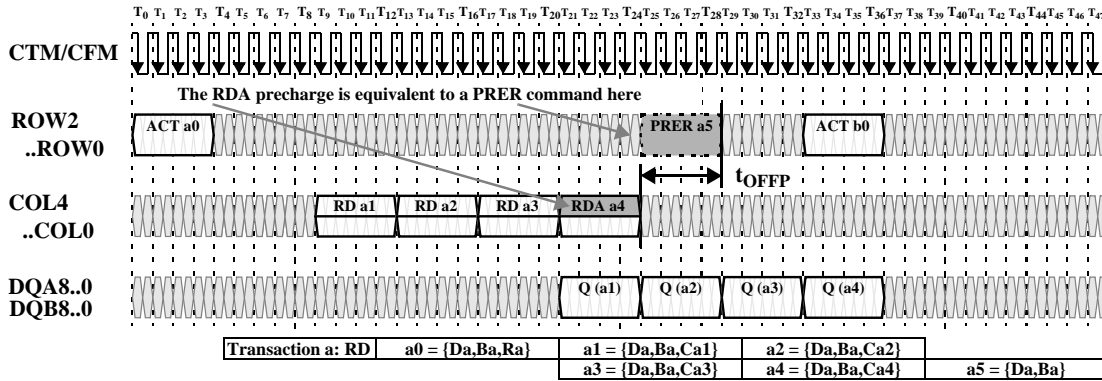 T0 T1 T2 T3 T4 T5 T6 T7 T8 T9 T10 T11 T12 T13 T14 T15 T16 T17 T18 T19 T20 T21 T22 T23 T24 T25 T26 T27 T28 T29 T30 T31 T32 T33 T34 T35 T36 T37 T38 T39 T40 T41 T42 T43 T44 T45 T46 T47
CTM/CFM
The RDA precharge is equivalent to a PRER command here
ROW2
..ROW0
ACT a0 PRER a5 ACT b0
tOFFP
COL4
..COL0
RD a1 RD a2 RD a3 RDA a4
DQA8..0
DQB8..0
Q (a1) Q (a2) Q (a3) Q (a4)
Transaction a: RD a0 = {Da,Ba,Ra} a1 = {Da,Ba,Ca1} a2 = {Da,Ba,Ca2}
a3 = {Da,Ba,Ca3} a4 = {Da,Ba,Ca4} a5 = {Da,Ba}